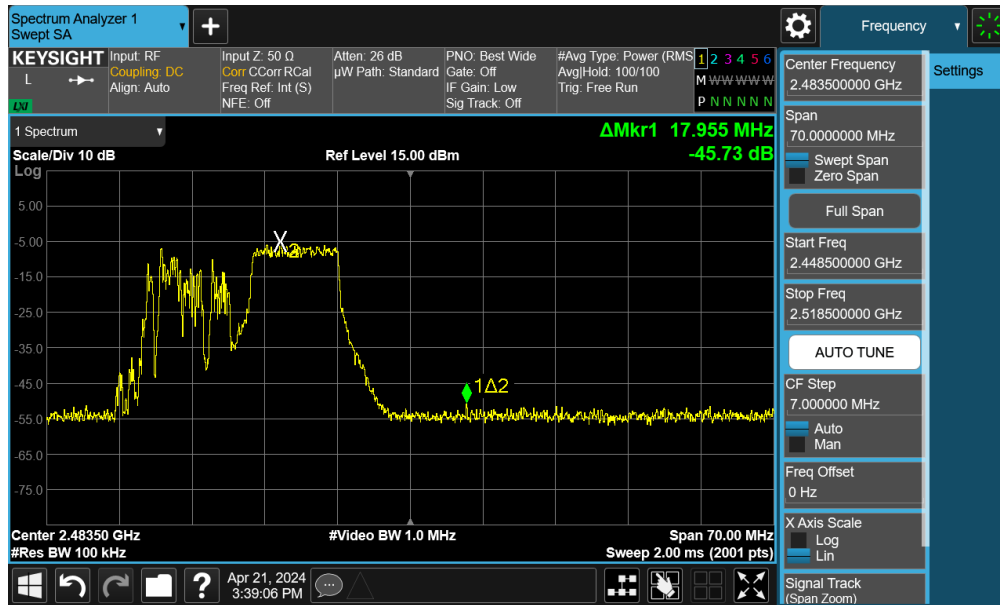 Spectrum Analyzer 1
Swept SA
+
Frequency
KEYSIGHT
L
LXI
Input: RF
Coupling: DC
Align: Auto
Input Z: 50 Ω
Corr CCorr RCal
Freq Ref: Int (S)
NFE: Off
Atten: 26 dB
µW Path: Standard
PNO: Best Wide
Gate: Off
IF Gain: Low
Sig Track: Off
#Avg Type: Power (RMS
Avg|Hold: 100/100
Trig: Free Run
1 2 3 4 5 6
M W W W W W
P N N N N N
1 Spectrum
ΔMkr1 17.955 MHz
-45.73 dB
Scale/Div 10 dB
Ref Level 15.00 dBm
Log
5.00
-5.00
-15.0
-25.0
-35.0
-45.0
-55.0
-65.0
-75.0
X2
1Δ2
Center 2.48350 GHz
#Video BW 1.0 MHz
Span 70.00 MHz
#Res BW 100 kHz
Sweep 2.00 ms (2001 pts)
Center Frequency
2.483500000 GHz
Span
70.0000000 MHz
Swept Span
Zero Span
Full Span
Start Freq
2.448500000 GHz
Stop Freq
2.518500000 GHz
AUTO TUNE
CF Step
7.000000 MHz
Auto
Man
Freq Offset
0 Hz
X Axis Scale
Log
Lin
Signal Track
(Span Zoom)
Settings
?
Apr 21, 2024
3:39:06 PM